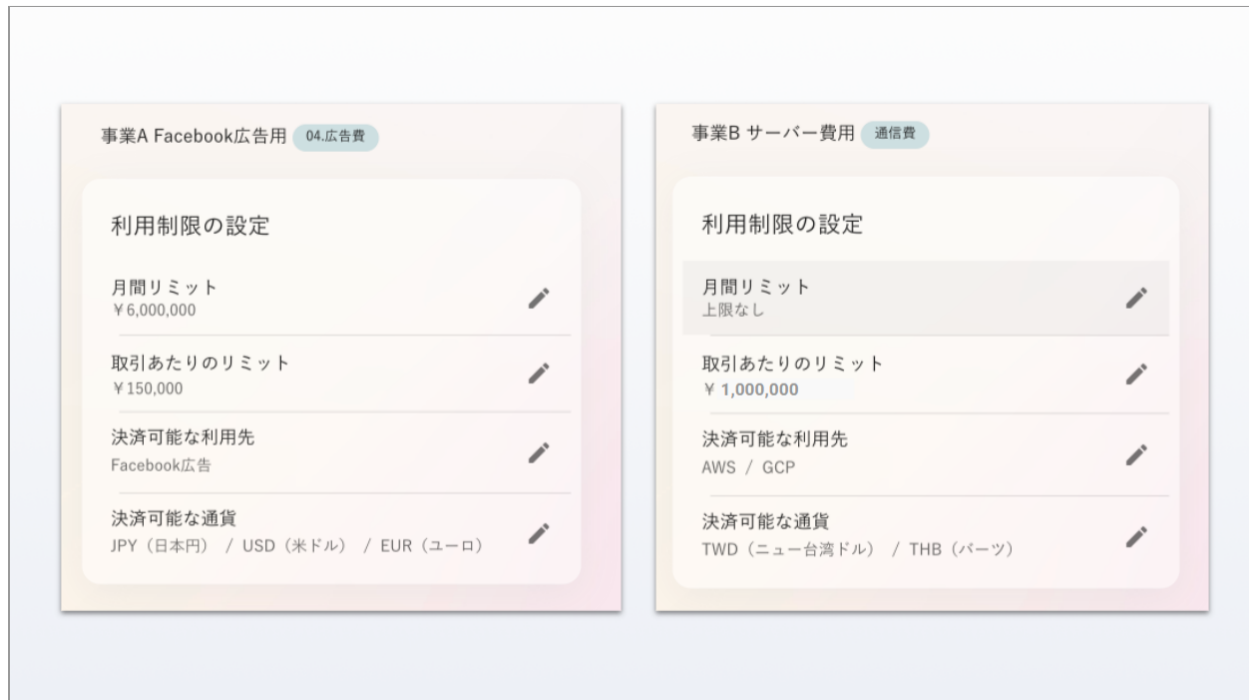 事業A Facebook広告用 04.広告費
利用制限の設定
月間リミット
¥6,000,000
取引あたりのリミット
¥150,000
決済可能な利用先
Facebook広告
決済可能な通貨
JPY（日本円） / USD（米ドル） / EUR（ユーロ）
事業B サーバー費用 通信費
利用制限の設定
月間リミット
上限なし
取引あたりのリミット
¥ 1,000,000
決済可能な利用先
AWS / GCP
決済可能な通貨
TWD（ニュー台湾ドル） / THB（バーツ）